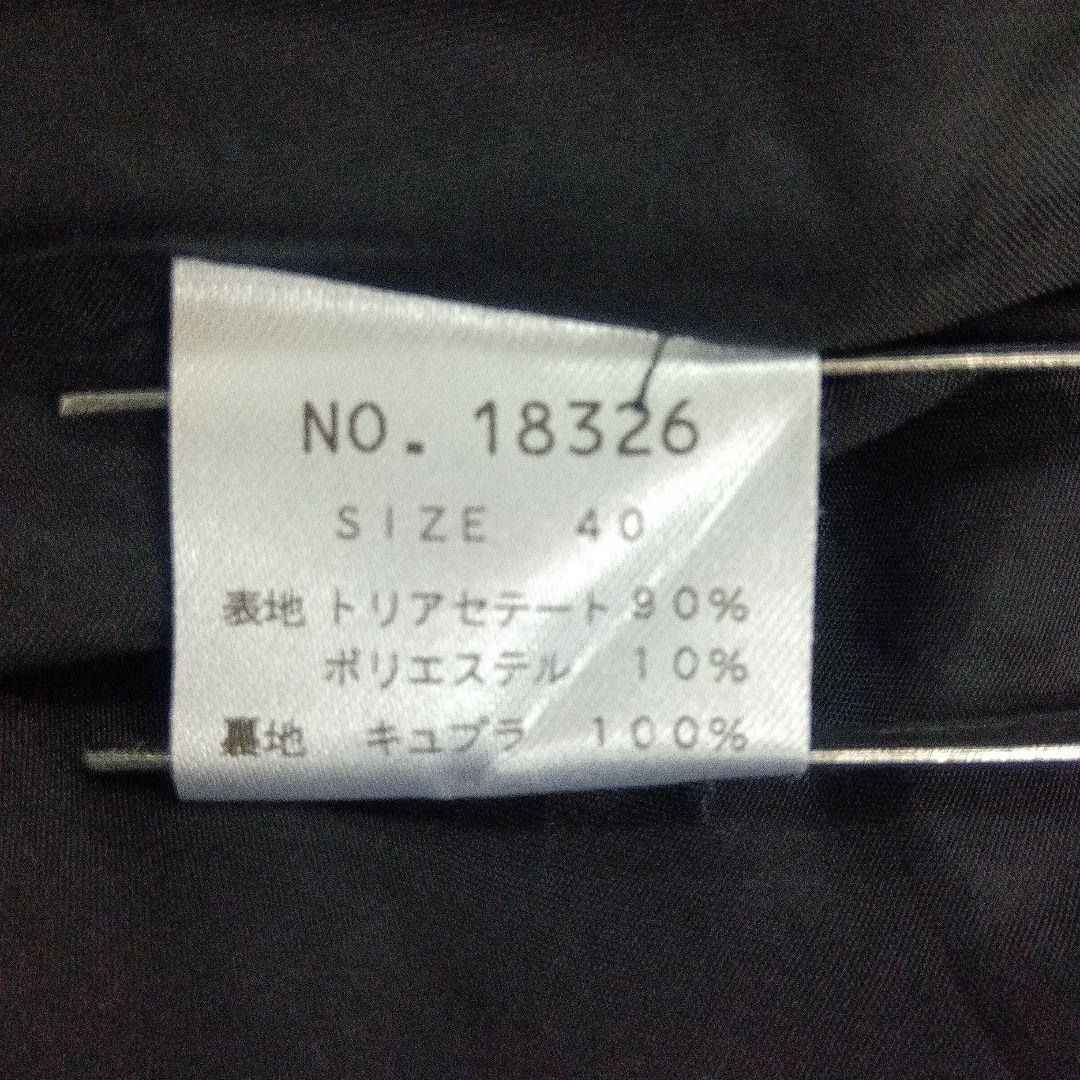 NO. 18326
SIZE 40
表地 トリアセテート 90%
ポリエステル 10%
裏地 キュプラ 100%